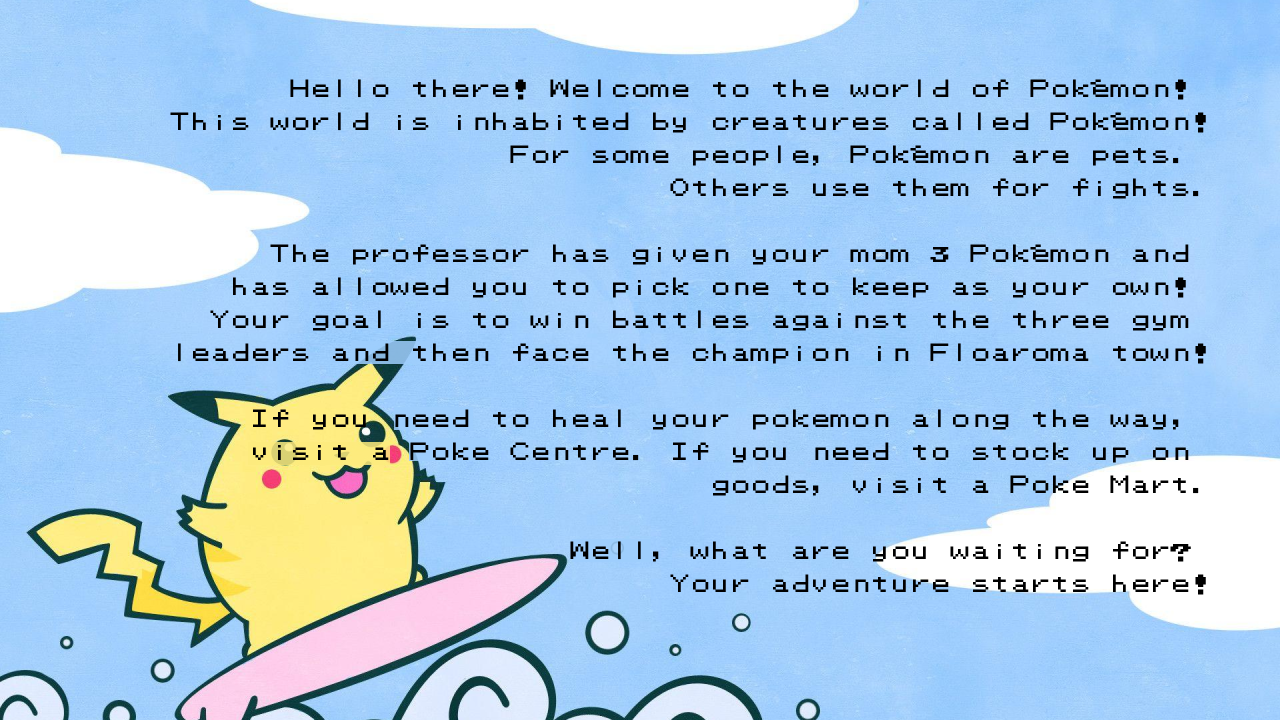 Hello there! Welcome to the world of Pokémon!
This world is inhabited by creatures called Pokémon!
For some people, Pokémon are pets.
Others use them for fights.
The professor has given your mom 3 Pokémon and
has allowed you to pick one to keep as your own!
Your goal is to win battles against the three gym
leaders and then face the champion in Floaroma town!
If you need to heal your pokemon along the way,
visit a Poke Centre. If you need to stock up on
goods, visit a Poke Mart.
Well, what are you waiting for?
Your adventure starts here!